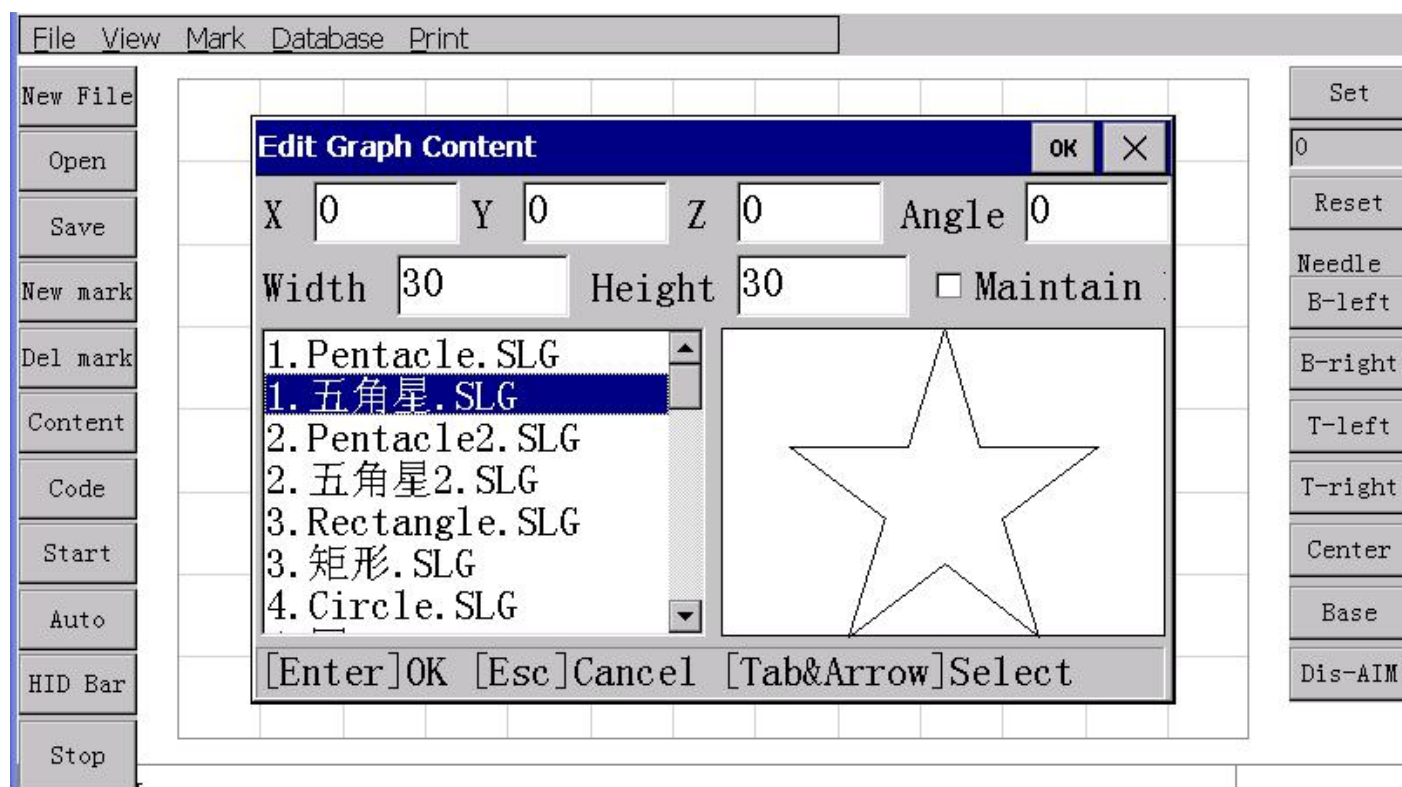 File View Mark Database Print
New File
Open
Save
New mark
Del mark
Content
Code
Start
Auto
HID Bar
Stop
Edit Graph Content OK
X 0 Y 0 Z 0 Angle 0
Width 30 Height 30 Maintain
1.Pentacle.SLG
1.五角星.SLG
2.Pentacle2.SLG
2.五角星2.SLG
3.Rectangle.SLG
3.矩形.SLG
4.Circle.SLG
[Enter]OK [Esc]Cancel [Tab&Arrow]Select
Set
0
Reset
Needle
B-left
B-right
T-left
T-right
Center
Base
Dis-AIM